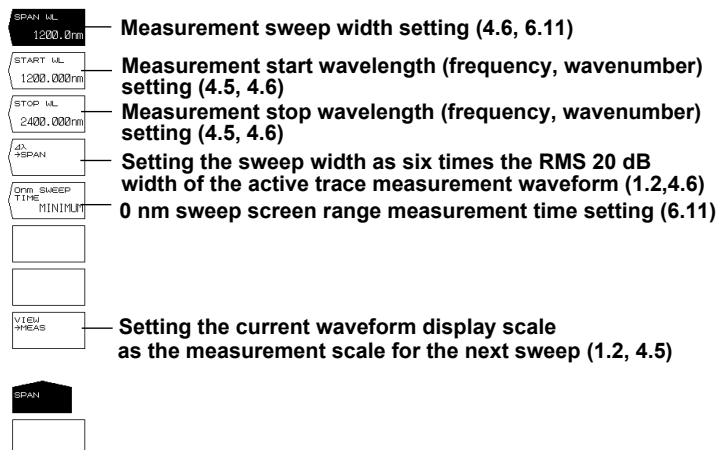 SPAN WL
1200.0nm
Measurement sweep width setting (4.6, 6.11)
START WL
1200.000nm
Measurement start wavelength (frequency, wavenumber)
setting (4.5, 4.6)
STOP WL
2400.000nm
Measurement stop wavelength (frequency, wavenumber)
setting (4.5, 4.6)
Δλ
→SPAN
Setting the sweep width as six times the RMS 20 dB
width of the active trace measurement waveform (1.2,4.6)
0nm SWEEP
TIME
MINIMUM
0 nm sweep screen range measurement time setting (6.11)
VIEW
→MEAS
Setting the current waveform display scale
as the measurement scale for the next sweep (1.2, 4.5)
SPAN